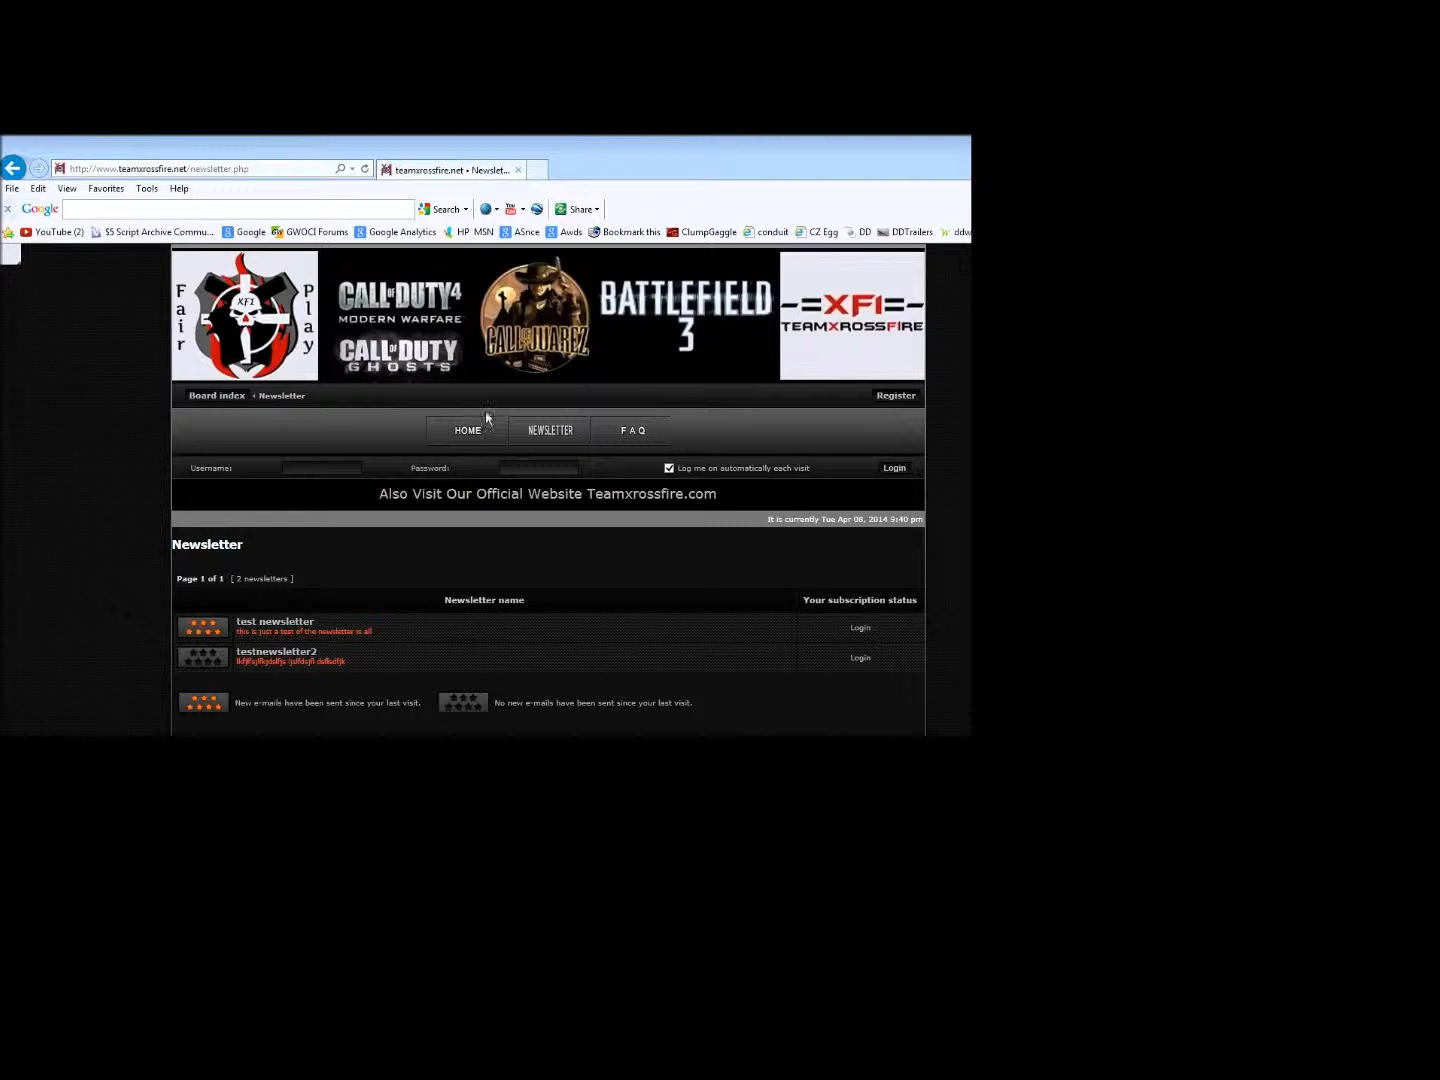 http://www.teamxrossfire.net/newsletter.php
teamxrossfire.net • Newslet...
File Edit View Favorites Tools Help
Google Search Share
YouTube (2) $5 Script Archive Commu... Google GWOCI Forums Google Analytics HP MSN ASnce Awds Bookmark this ClumpGaggle conduit CZ Egg DD DDTrailers ddw
Fair Play
XF1
CALL OF DUTY 4
MODERN WARFARE
CALL OF DUTY
GHOSTS
CALL OF JUAREZ
BATTLEFIELD
3
-=XF1=-
TEAMXROSSFIRE
Board index ‹ Newsletter Register
HOME NEWSLETTER F A Q
Username: Password: Log me on automatically each visit Login
Also Visit Our Official Website Teamxrossfire.com
It is currently Tue Apr 08, 2014 9:40 pm
Newsletter
Page 1 of 1 [ 2 newsletters ]
Newsletter name Your subscription status
test newsletter
this is just a test of the newsletter is all
Login
testnewsletter2
Login
New e-mails have been sent since your last visit. No new e-mails have been sent since your last visit.